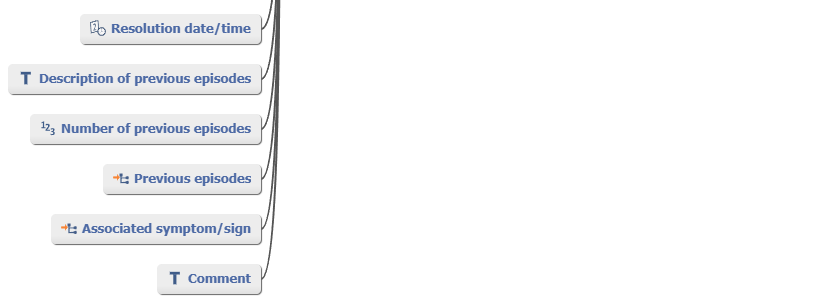 Resolution date/time
Description of previous episodes
Number of previous episodes
Previous episodes
Associated symptom/sign
Comment